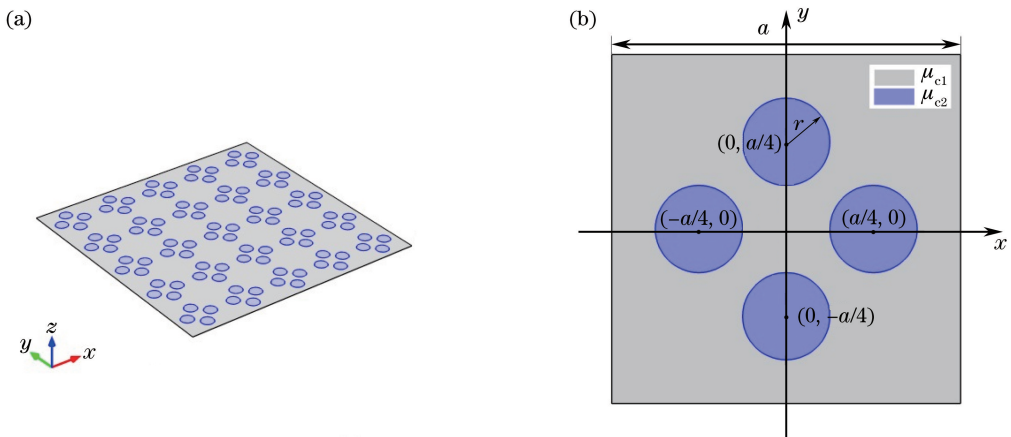 (a)
z
y
x
(b)
y
a
μc1
μc2
r
(0, a/4)
(−a/4, 0)
(a/4, 0)
x
(0, −a/4)